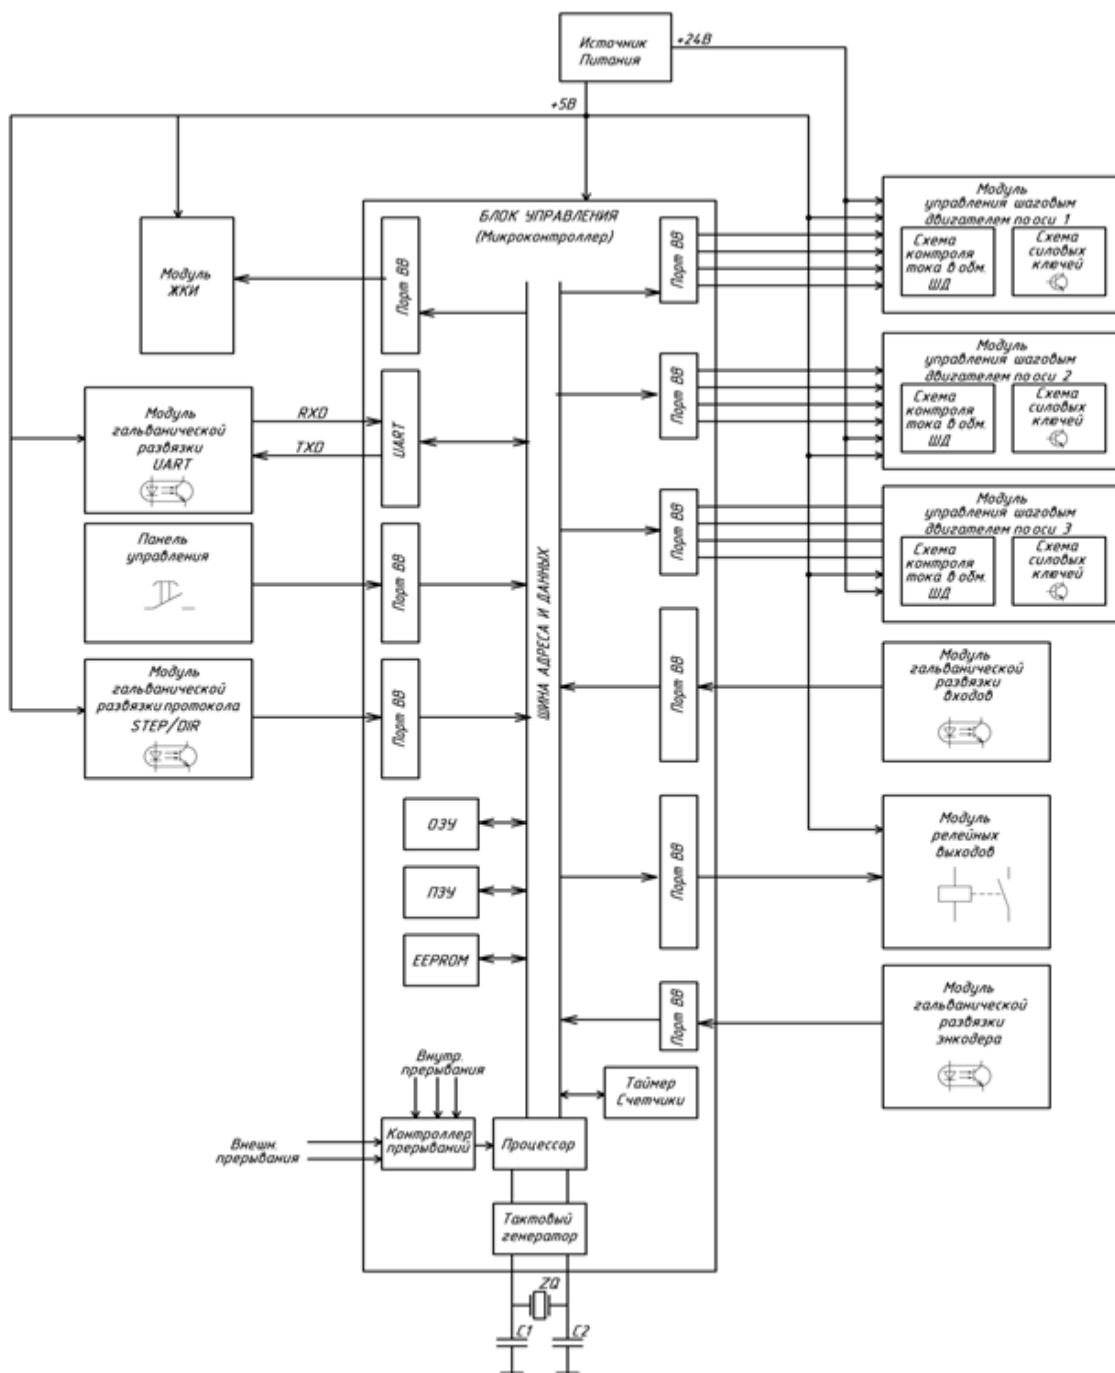 Источник
Питания
+24В
+5В
БЛОК УПРАВЛЕНИЯ
(Микроконтроллер)
Модуль
ЖКИ
Порт ВВ
Порт ВВ
Модуль
управления шаговым
двигателем по оси 1
Схема
контроля
тока в обм.
ШД
Схема
силовых
ключей
Модуль
гальванической
развязки
UART
RXD
TXD
UART
Порт ВВ
Модуль
управления шаговым
двигателем по оси 2
Схема
контроля
тока в обм.
ШД
Схема
силовых
ключей
Панель
управления
Порт ВВ
ШИНА АДРЕСА И ДАННЫХ
Порт ВВ
Модуль
управления шаговым
двигателем по оси 3
Схема
контроля
тока в обм.
ШД
Схема
силовых
ключей
Модуль
гальванической
развязки протокола
STEP/DIR
Порт ВВ
Порт ВВ
Модуль
гальванической
развязки
входов
ОЗУ
ПЗУ
EEPROM
Порт ВВ
Модуль
релейных
выходов
Порт ВВ
Модуль
гальванической
развязки
энкодера
Внутр.
прерывания
Таймер
Счетчики
Внешн.
прерывания
Контроллер
прерываний
Процессор
Тактовый
генератор
ZQ
C1
C2